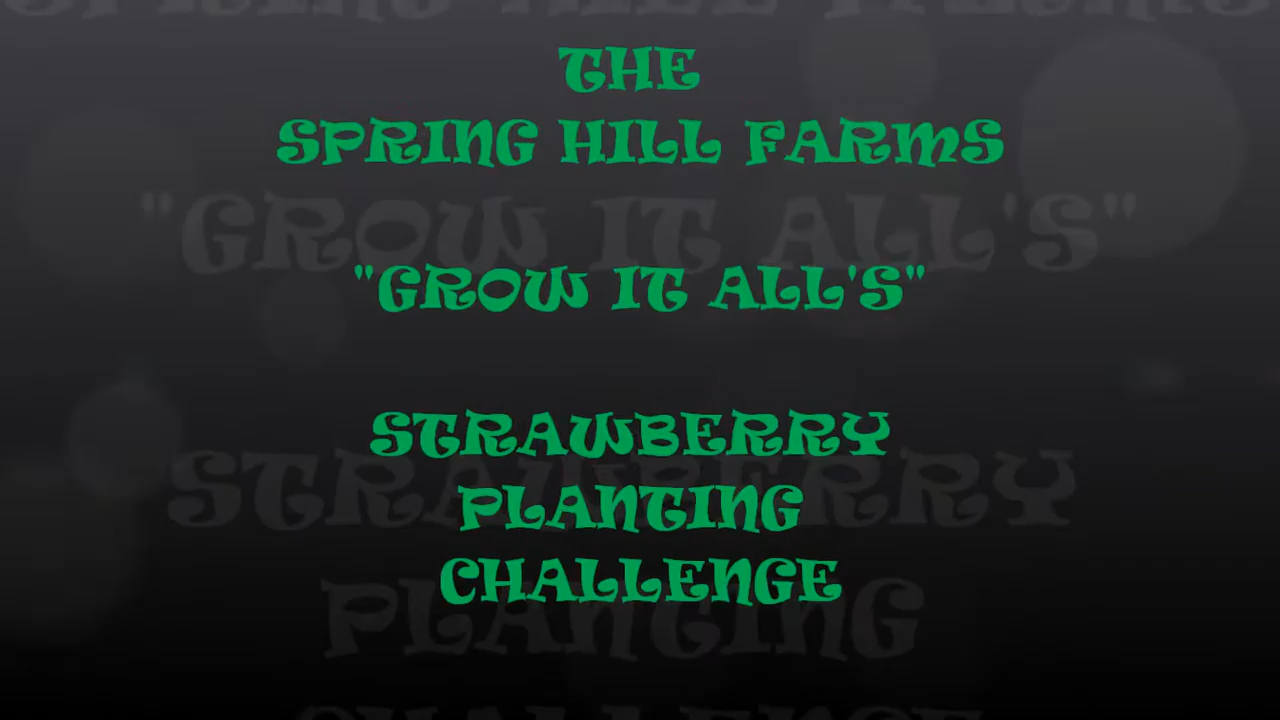 THE
SPRING HILL FARMS
"GROW IT ALL'S"
STRAWBERRY
PLANTING
CHALLENGE